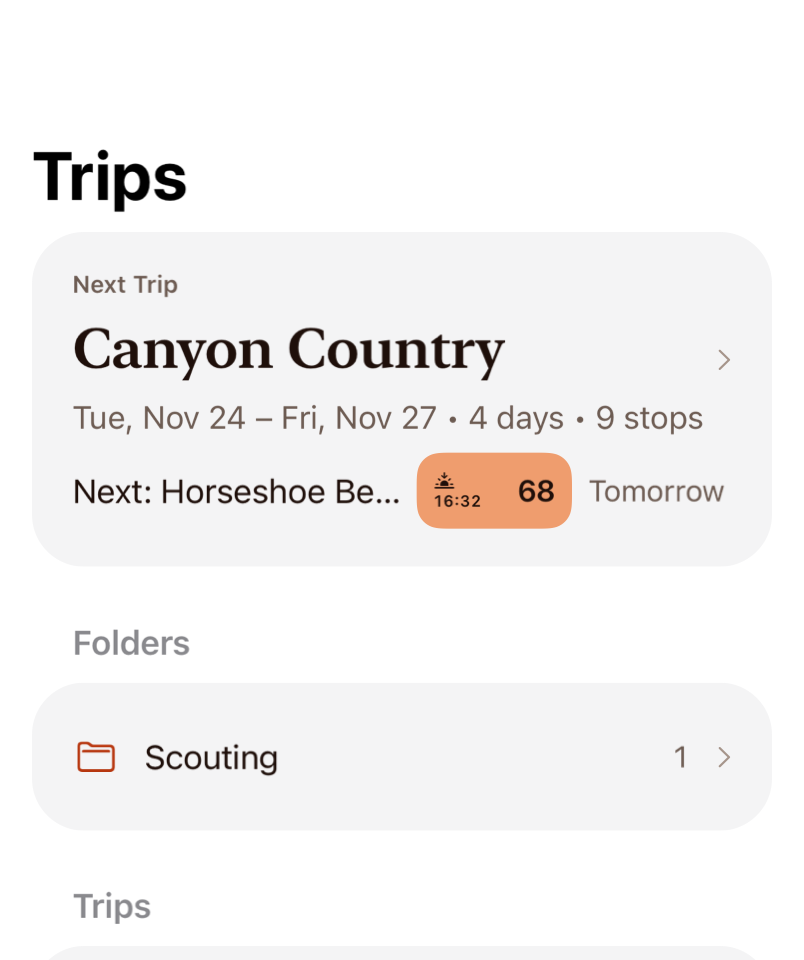 Trips
Next Trip
Canyon Country
Tue, Nov 24 – Fri, Nov 27 • 4 days • 9 stops
Next: Horseshoe Be... 16:32 68 Tomorrow
Folders
Scouting 1
Trips